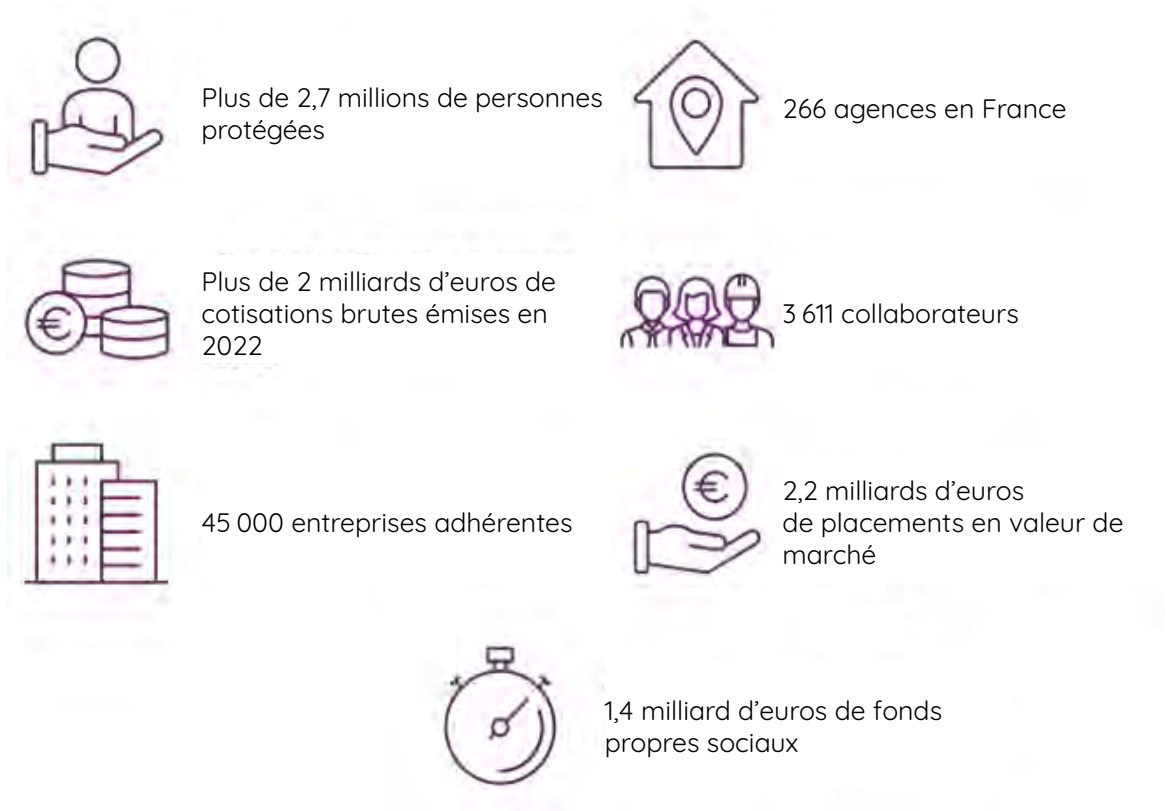 Plus de 2,7 millions de personnes
protégées
266 agences en France
Plus de 2 milliards d'euros de
cotisations brutes émises en
2022
3 611 collaborateurs
45 000 entreprises adhérentes
2,2 milliards d'euros
de placements en valeur de
marché
1,4 milliard d'euros de fonds
propres sociaux